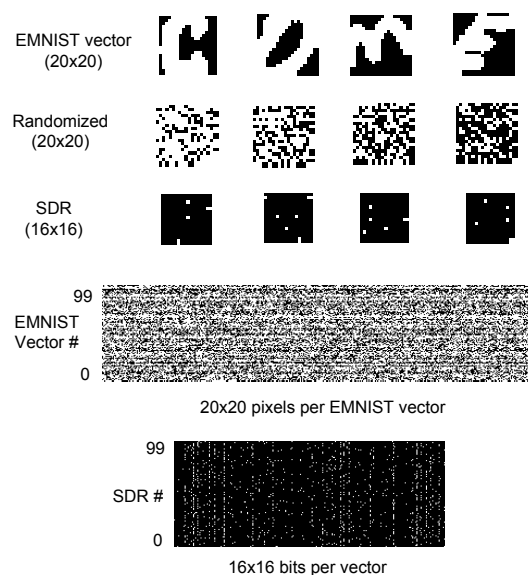 EMNIST vector
(20x20)
Randomized
(20x20)
SDR
(16x16)
99
EMNIST
Vector #
0
20x20 pixels per EMNIST vector
99
SDR #
0
16x16 bits per vector